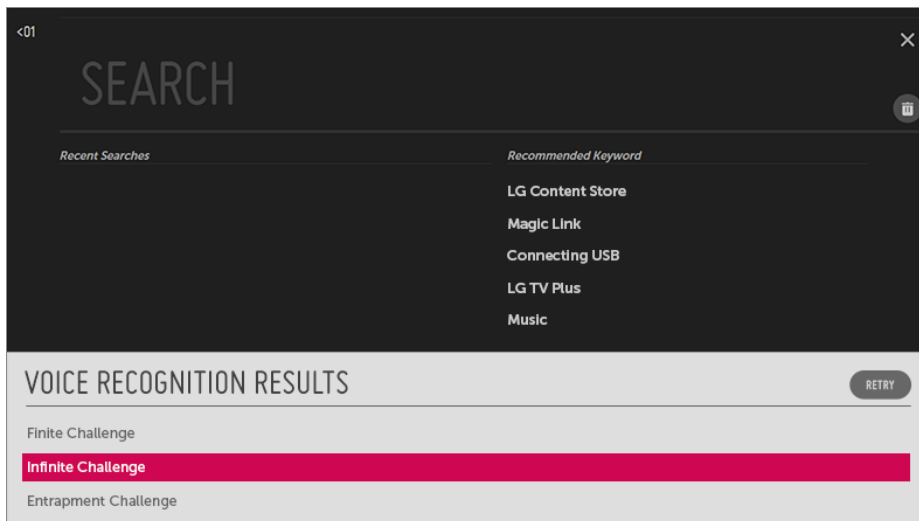 <01
SEARCH
Recent Searches
Recommended Keyword
LG Content Store
Magic Link
Connecting USB
LG TV Plus
Music
VOICE RECOGNITION RESULTS
RETRY
Finite Challenge
Infinite Challenge
Entrapment Challenge